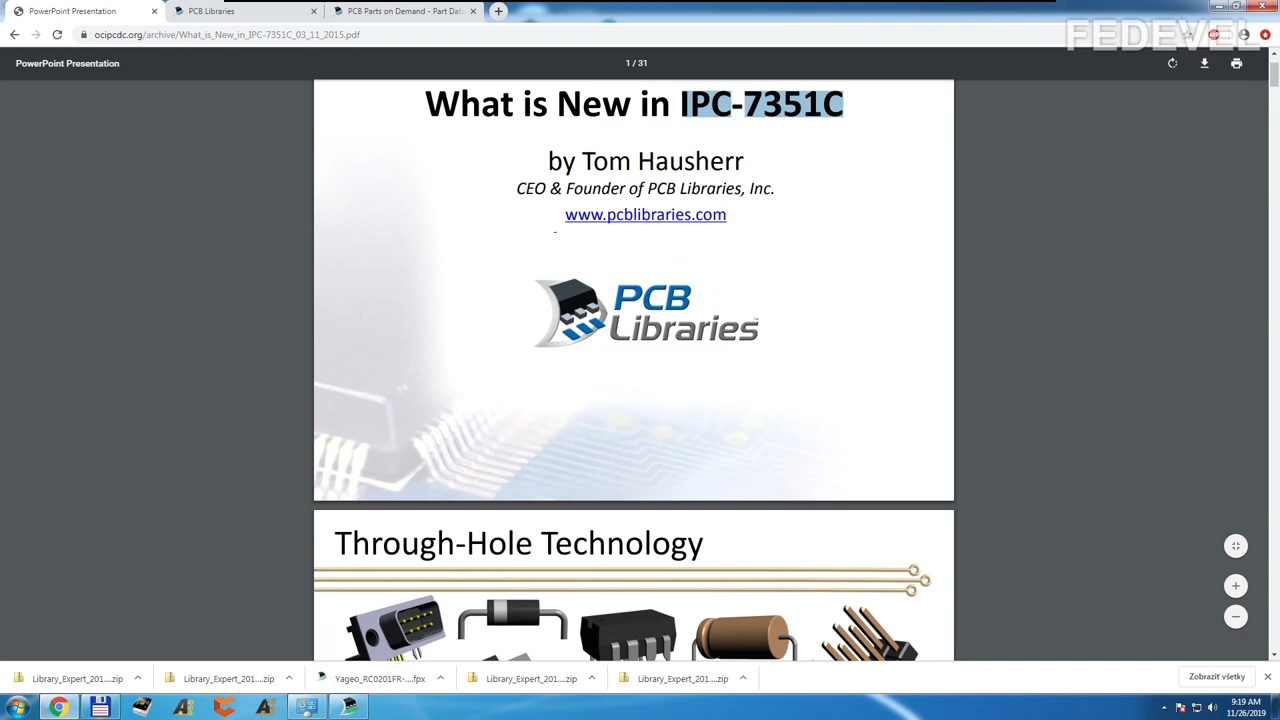 PowerPoint Presentation
PCB Libraries
PCB Parts on Demand - Part Data
FEDEVEL
ocipcdc.org/archive/What_is_New_in_IPC-7351C_03_11_2015.pdf
PowerPoint Presentation
1 / 31
What is New in IPC-7351C
by Tom Hausherr
CEO & Founder of PCB Libraries, Inc.
www.pcblibraries.com
PCB
Libraries
Through-Hole Technology
Library_Expert_201....zip
Library_Expert_201....zip
Yageo_RC0201FR-....fpx
Library_Expert_201....zip
Library_Expert_201....zip
Zobraziť všetky
9:19 AM
11/26/2019